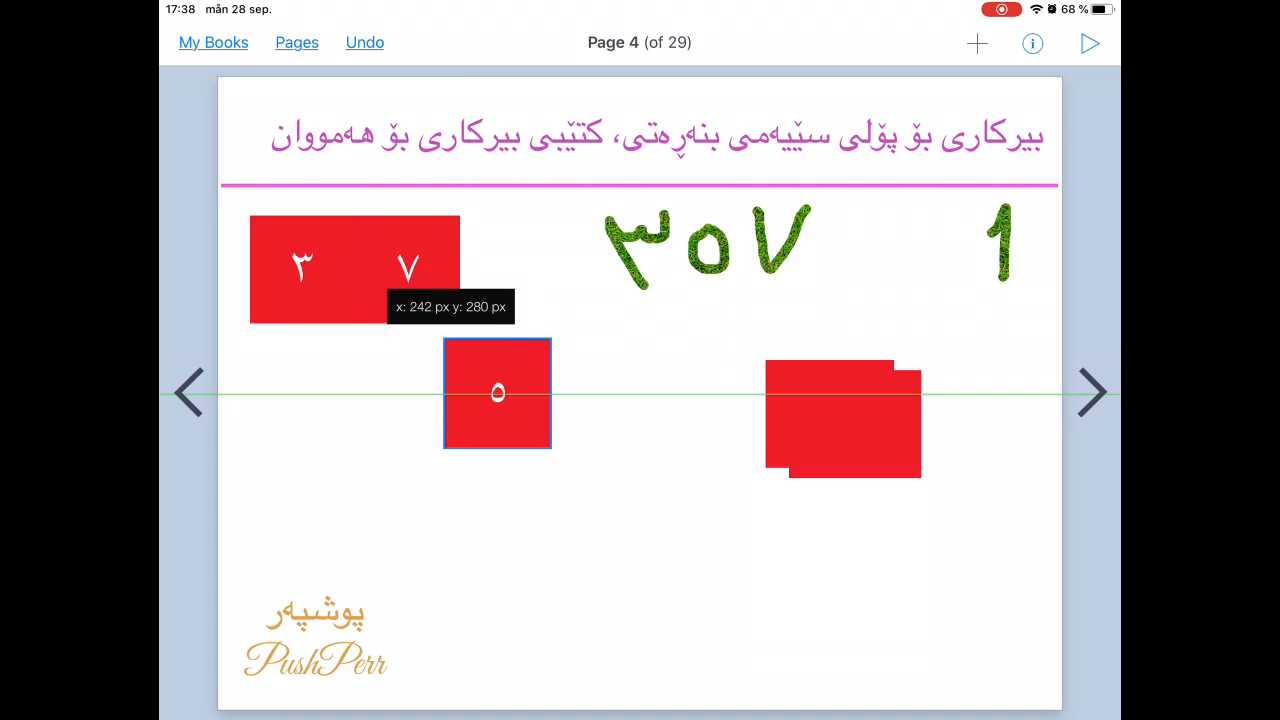 17:38 mån 28 sep. 68 %
My Books Pages Undo Page 4 (of 29)
بیرکاری بۆ پۆلی سێیەمی بنەڕەتی، کتێبی بیرکاری بۆ هەمووان
٣ ٧
٣٥٧ ١
x: 242 px y: 280 px
٥
پوشپەر
PushPerr